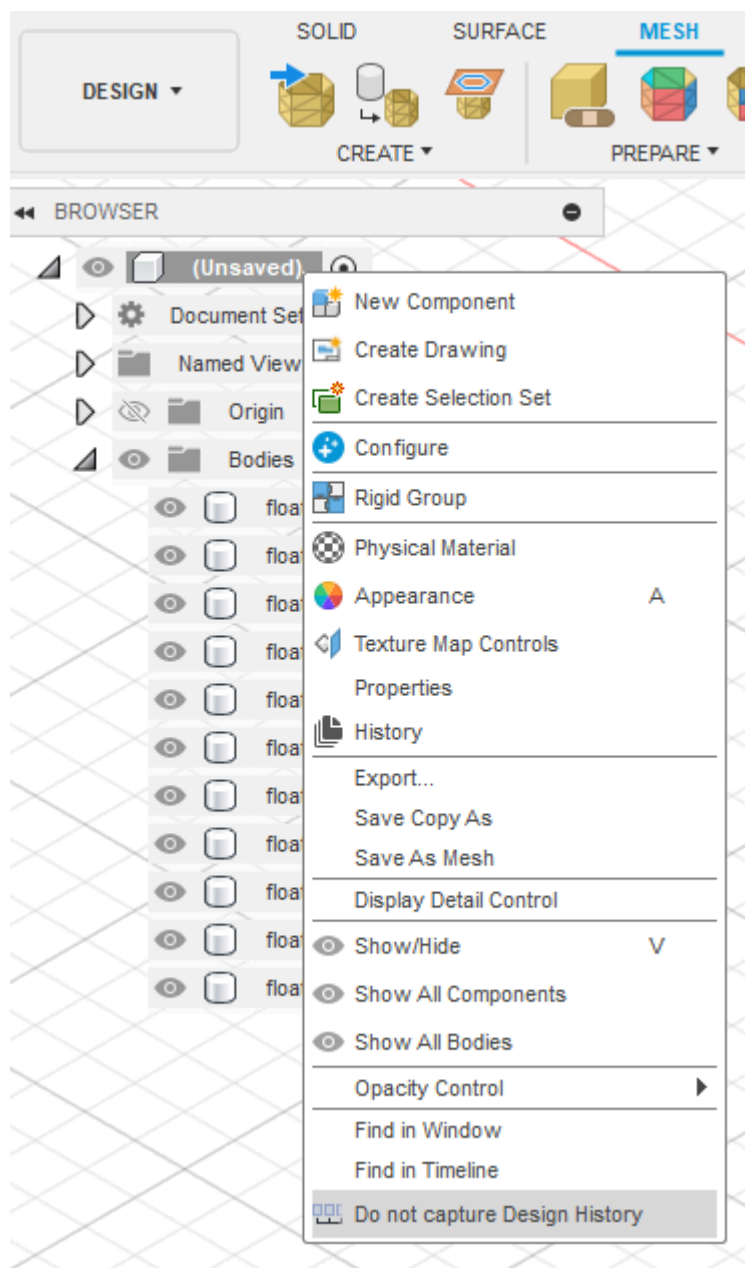 SOLID SURFACE MESH
DESIGN
CREATE PREPARE
BROWSER
(Unsaved)
Document Set
Named View
Origin
Bodies
float
float
float
float
float
float
float
float
float
float
float
New Component
Create Drawing
Create Selection Set
Configure
Rigid Group
Physical Material
Appearance A
Texture Map Controls
Properties
History
Export...
Save Copy As
Save As Mesh
Display Detail Control
Show/Hide V
Show All Components
Show All Bodies
Opacity Control
Find in Window
Find in Timeline
Do not capture Design History